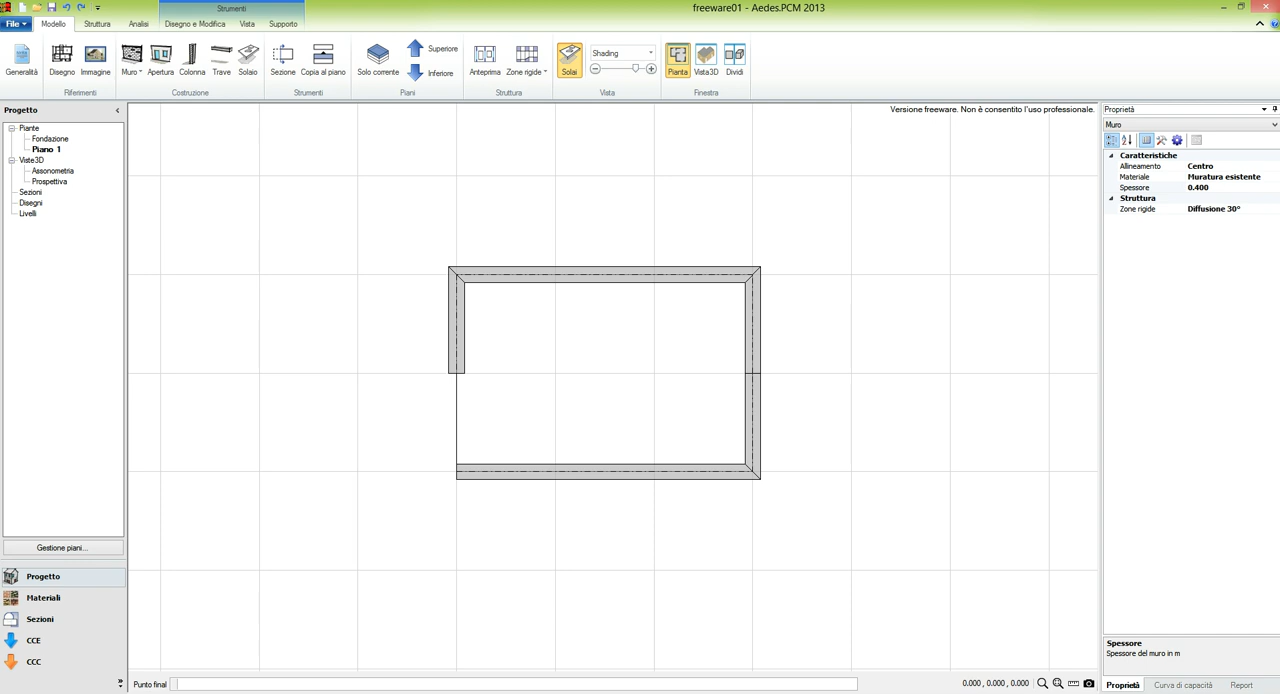 Strumenti
freeware01 - Aedes.PCM 2013
File
Modello
Struttura
Analisi
Disegno e Modifica
Vista
Supporto
Generalità
Disegno
Immagine
Muro
Apertura
Colonna
Trave
Solaio
Sezione
Copia al piano
Solo corrente
Superiore
Inferiore
Anteprima
Zone rigide
Solai
Shading
Pianta
Vista3D
Dividi
Riferimenti
Costruzione
Strumenti
Piani
Struttura
Vista
Finestra
Progetto
Piante
Fondazione
Piano 1
Viste3D
Assonometria
Prospettiva
Sezioni
Disegni
Livelli
Gestione piani...
Progetto
Materiali
Sezioni
CCE
CCC
Versione freeware. Non è consentito l'uso professionale.
Punto final
0.000 , 0.000 , 0.000
Proprietà
Muro
Caratteristiche
Allineamento Centro
Materiale Muratura esistente
Spessore 0.400
Struttura
Zone rigide Diffusione 30°
Spessore
Spessore del muro in m
Proprietà
Curva di capacità
Report